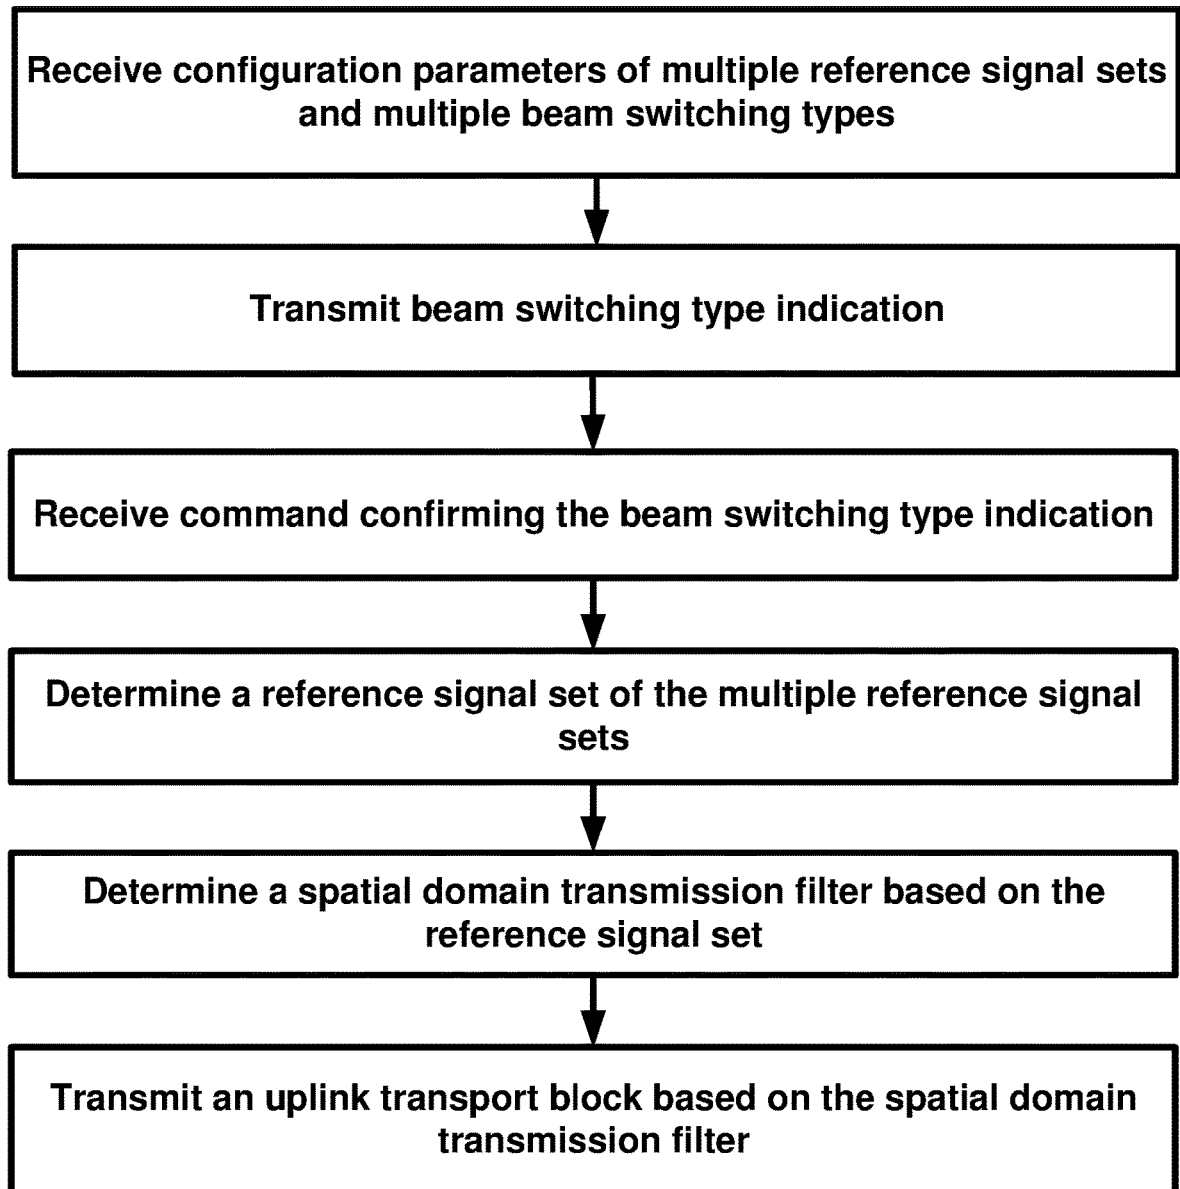 Receive configuration parameters of multiple reference signal sets
and multiple beam switching types
Transmit beam switching type indication
Receive command confirming the beam switching type indication
Determine a reference signal set of the multiple reference signal
sets
Determine a spatial domain transmission filter based on the
reference signal set
Transmit an uplink transport block based on the spatial domain
transmission filter